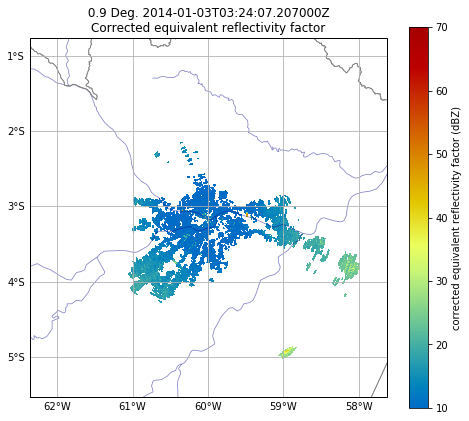 0.9 Deg. 2014-01-03T03:24:07.207000Z
Corrected equivalent reflectivity factor
1°S
2°S
3°S
4°S
5°S
62°W
61°W
60°W
59°W
58°W
70
60
50
40
30
20
10
corrected equivalent reflectivity factor (dBZ)